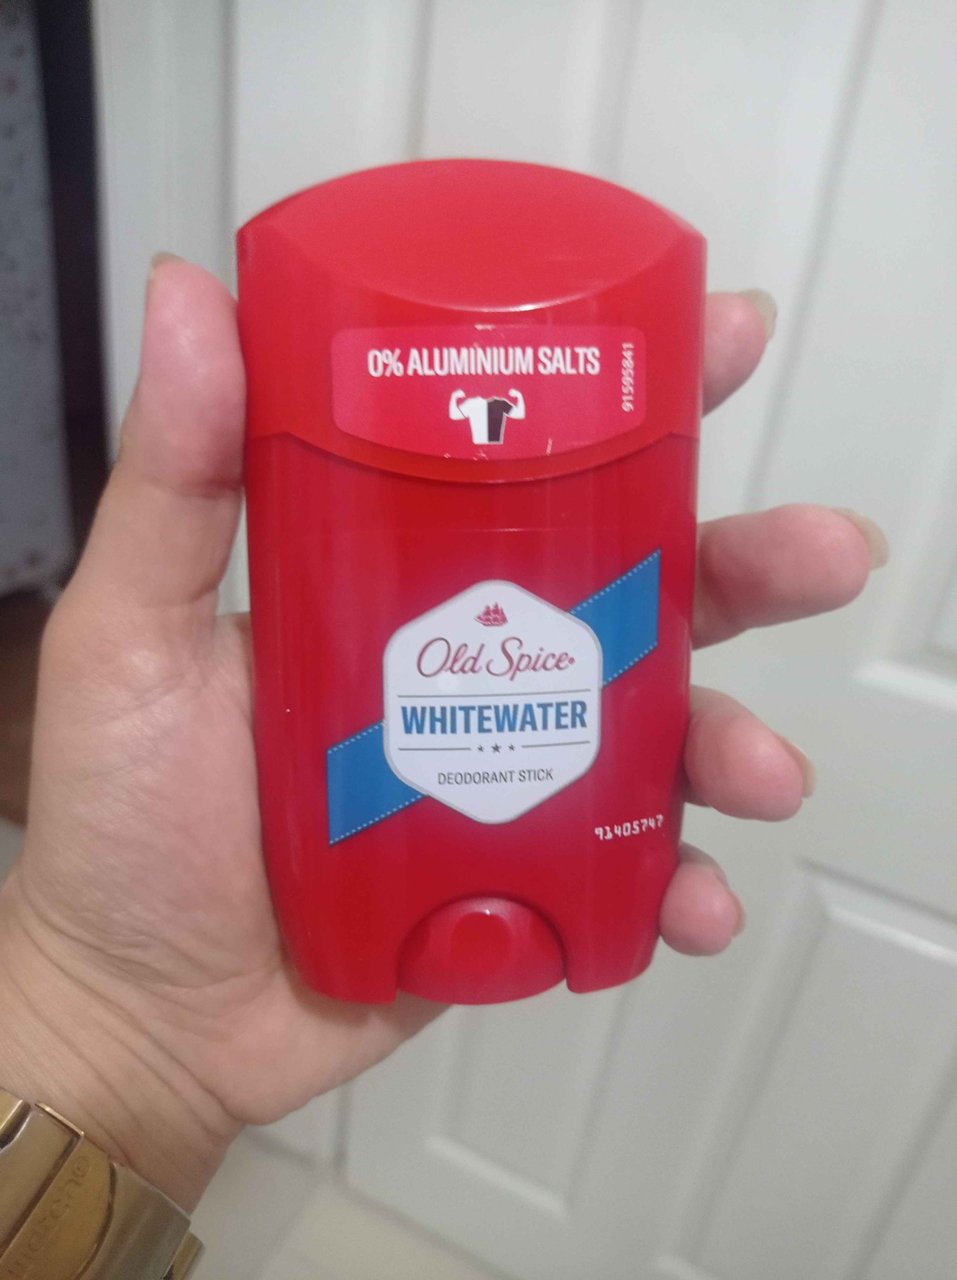 0% ALUMINIUM SALTS
91595841
Old Spice
WHITEWATER
DEODORANT STICK
91405747